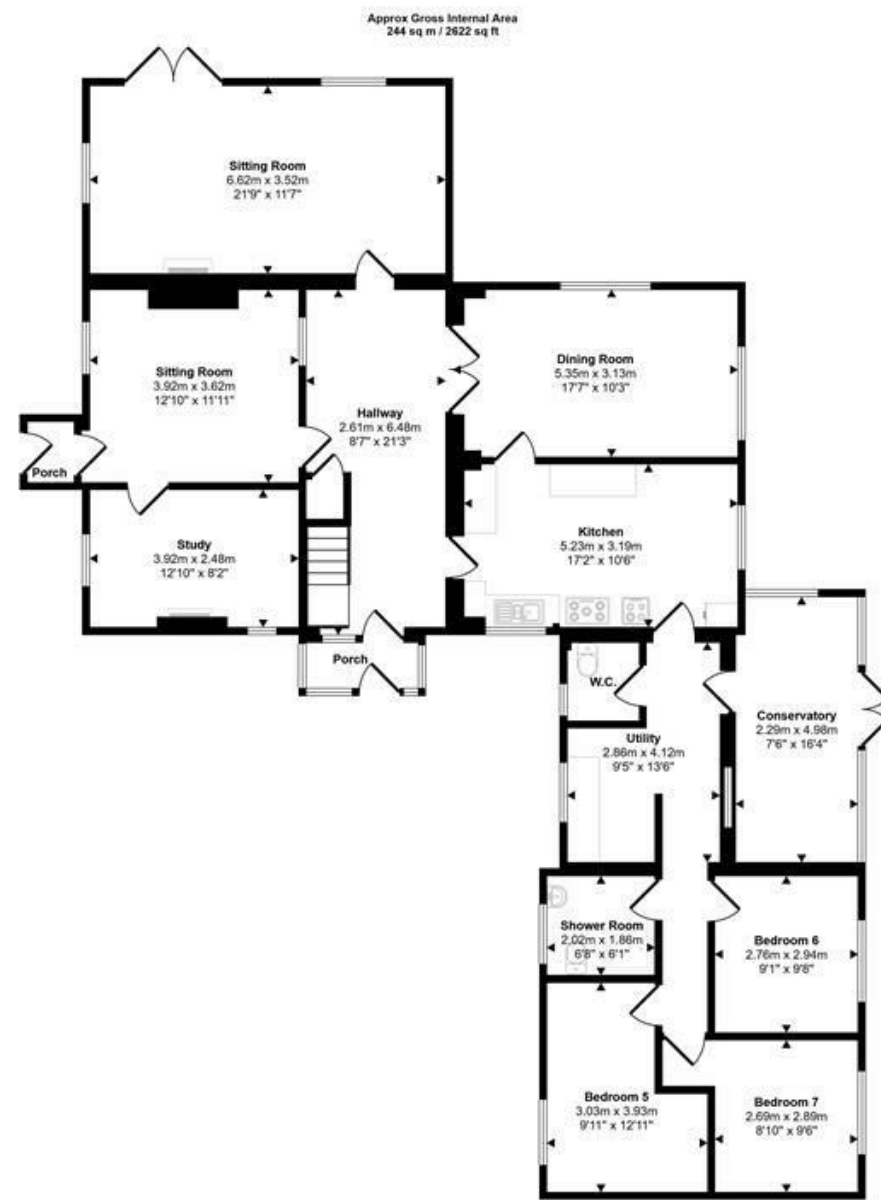 Approx Gross Internal Area
244 sq m / 2622 sq ft
Sitting Room
6.62m x 3.52m
21'9" x 11'7"
Sitting Room
3.92m x 3.62m
12'10" x 11'11"
Hallway
2.61m x 6.48m
8'7" x 21'3"
Dining Room
5.35m x 3.13m
17'7" x 10'3"
Porch
Study
3.92m x 2.48m
12'10" x 8'2"
Kitchen
5.23m x 3.19m
17'2" x 10'6"
Porch
W.C.
Utility
2.86m x 4.12m
9'5" x 13'6"
Conservatory
2.29m x 4.98m
7'6" x 16'4"
Shower Room
2.02m x 1.86m
6'8" x 6'1"
Bedroom 6
2.76m x 2.94m
9'1" x 9'8"
Bedroom 5
3.03m x 3.93m
9'11" x 12'11"
Bedroom 7
2.69m x 2.89m
8'10" x 9'6"